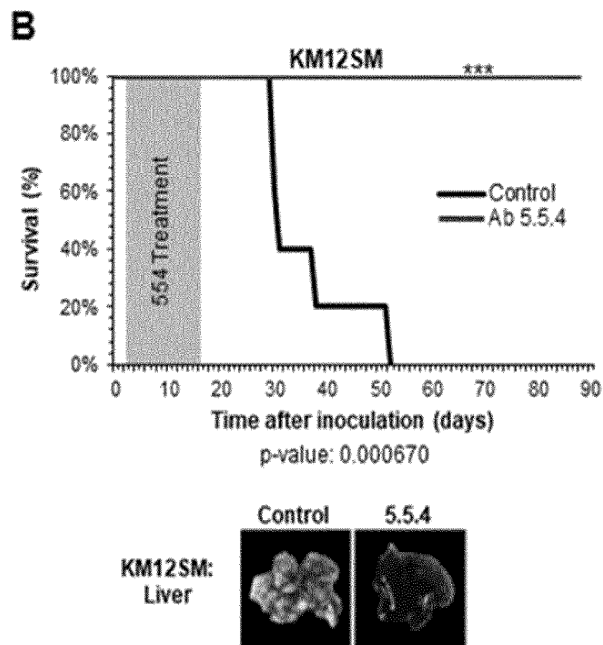 B
KM12SM
***
100%
80%
60%
40%
20%
0%
Survival (%)
554 Treatment
Control
Ab 5.5.4
0 10 20 30 40 50 60 70 80 90
Time after inoculation (days)
p-value: 0.000670
Control 5.5.4
KM12SM:
Liver